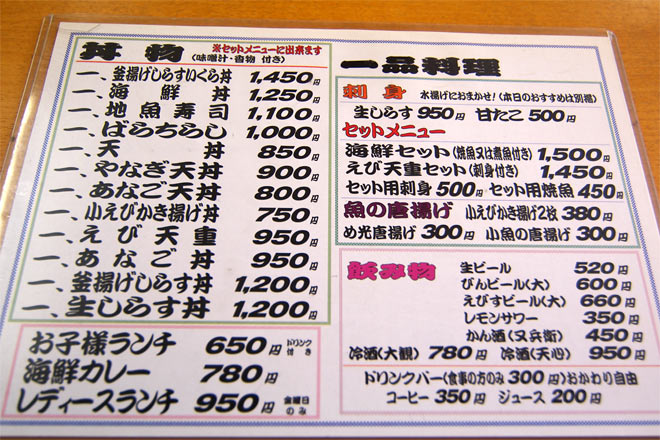 丼物
※セットメニューに出来ます
(味噌汁・香物 付き)
一、釜揚げしらすいくら丼 1,450円
一、海鮮丼 1,250円
一、地魚寿司 1,100円
一、ばらちらし 1,000円
一、天丼 850円
一、やなぎ天丼 900円
一、あなご天丼 800円
一、小えびかき揚げ丼 750円
一、えび天重 950円
一、あなご丼 950円
一、釜揚げしらす丼 1,200円
一、生しらす丼 1,200円
お子様ランチ 650円 ドリンク付き
海鮮カレー 780円
レディースランチ 950円 金曜日のみ
一品料理
刺身 水揚げにおまかせ!(本日のおすすめは別掲)
生しらす 950円 甘たこ 500円
セットメニュー
海鮮セット(焼魚又は煮魚付き) 1,500円
えび天重セット(刺身付き) 1,450円
セット用刺身 500円 セット用焼魚 450円
魚の唐揚げ 小えびかき揚げ2枚 380円
め光唐揚げ 300円 小魚の唐揚げ 300円
飲み物 生ビール 520円
びんビール(大) 600円
えびすビール(大) 660円
レモンサワー 350円
かん酒(又兵衛) 450円
冷酒(大観) 780円 冷酒(天心) 950円
ドリンクバー(食事の方のみ 300円)おかわり自由
コーヒー 350円 ジュース 200円